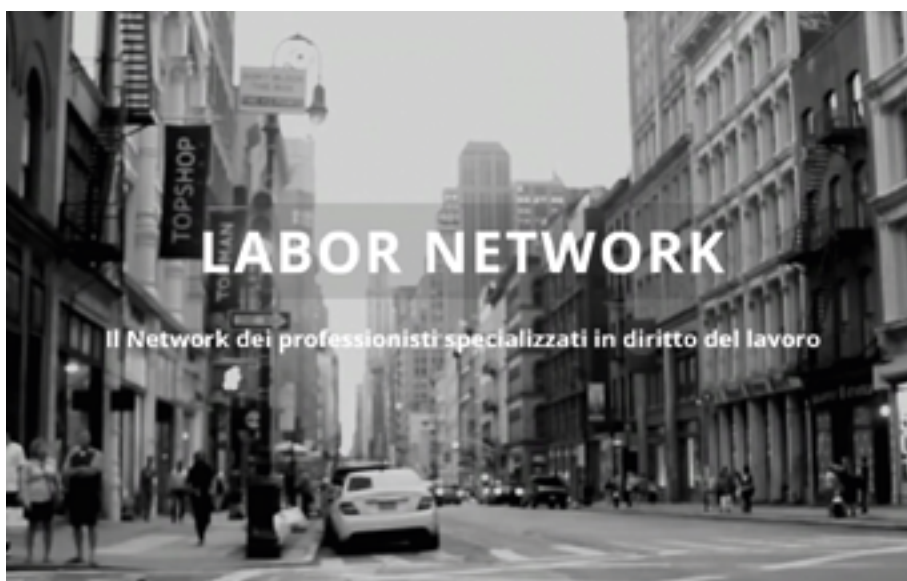 TOPSHOP
LABOR NETWORK
Il Network dei professionisti specializzati in diritto del lavoro